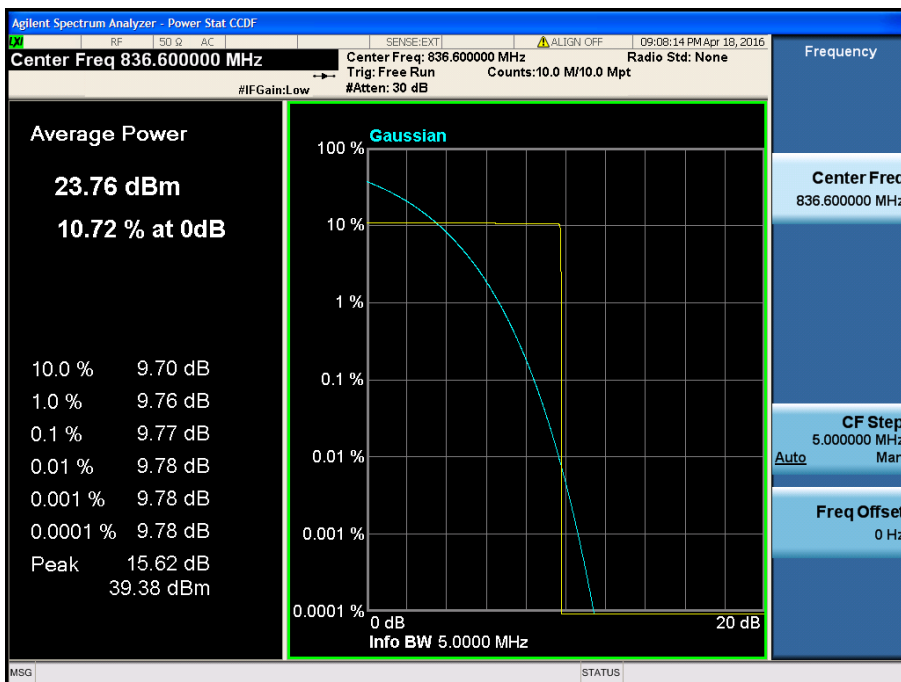 Agilent Spectrum Analyzer - Power Stat CCDF
LXI RF 50 Ω AC SENSE:EXT ALIGN OFF 09:08:14 PM Apr 18, 2016
Center Freq 836.600000 MHz
Center Freq: 836.600000 MHz Radio Std: None
Trig: Free Run Counts:10.0 M/10.0 Mpt
#IFGain:Low #Atten: 30 dB
Average Power
23.76 dBm
10.72 % at 0dB
10.0 % 9.70 dB
1.0 % 9.76 dB
0.1 % 9.77 dB
0.01 % 9.78 dB
0.001 % 9.78 dB
0.0001 % 9.78 dB
Peak 15.62 dB
39.38 dBm
Gaussian
100 %
10 %
1 %
0.1 %
0.01 %
0.001 %
0.0001 %
0 dB 20 dB
Info BW 5.0000 MHz
Frequency
Center Freq
836.600000 MHz
CF Step
5.000000 MHz
Auto Man
Freq Offset
0 Hz
MSG STATUS